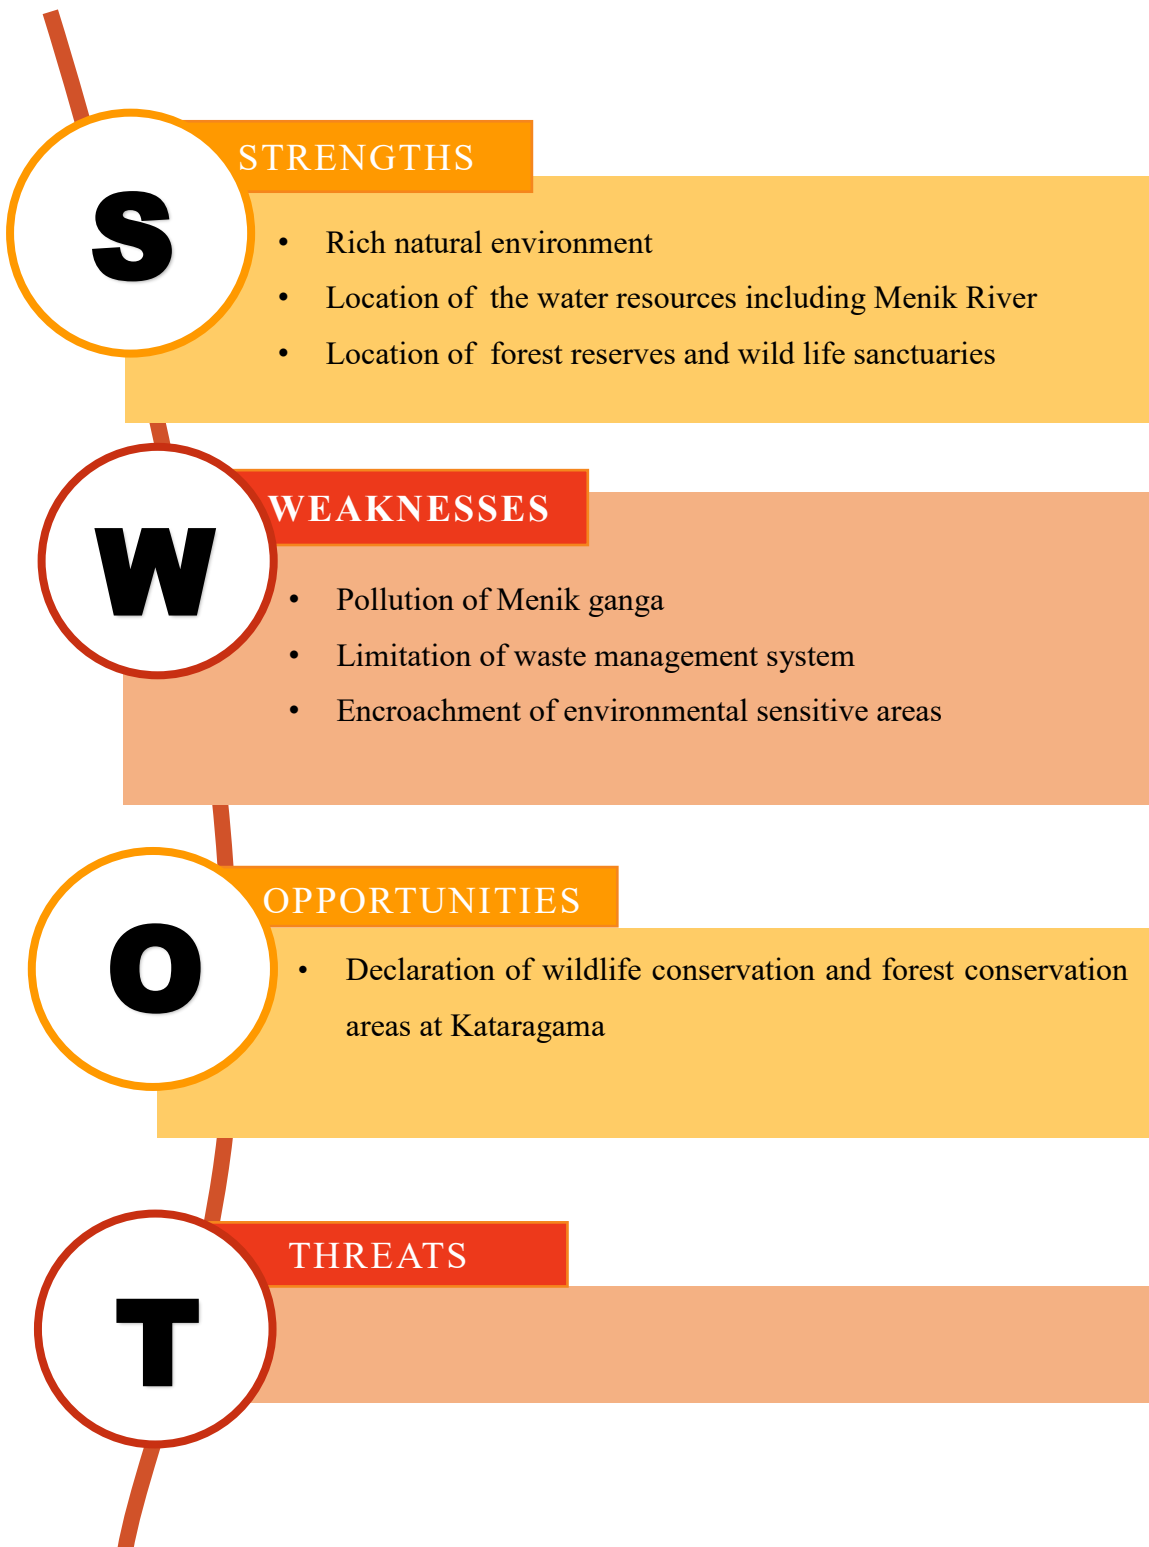 STRENGTHS
S
• Rich natural environment
• Location of the water resources including Menik River
• Location of forest reserves and wild life sanctuaries
WEAKNESSES
W
• Pollution of Menik ganga
• Limitation of waste management system
• Encroachment of environmental sensitive areas
OPPORTUNITIES
O
• Declaration of wildlife conservation and forest conservation
areas at Kataragama
THREATS
T